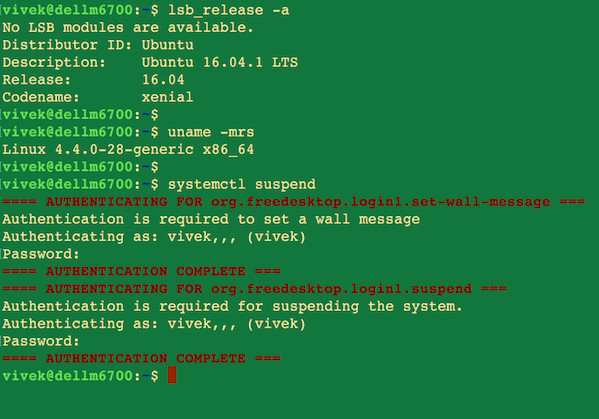 vivek@dellm6700:~$ lsb_release -a
No LSB modules are available.
Distributor ID: Ubuntu
Description:    Ubuntu 16.04.1 LTS
Release:        16.04
Codename:       xenial
vivek@dellm6700:~$
vivek@dellm6700:~$ uname -mrs
Linux 4.4.0-28-generic x86_64
vivek@dellm6700:~$
vivek@dellm6700:~$ systemctl suspend
==== AUTHENTICATING FOR org.freedesktop.login1.set-wall-message ===
Authentication is required to set a wall message
Authenticating as: vivek,,, (vivek)
Password:
==== AUTHENTICATION COMPLETE ===
==== AUTHENTICATING FOR org.freedesktop.login1.suspend ===
Authentication is required for suspending the system.
Authenticating as: vivek,,, (vivek)
Password:
==== AUTHENTICATION COMPLETE ===
vivek@dellm6700:~$